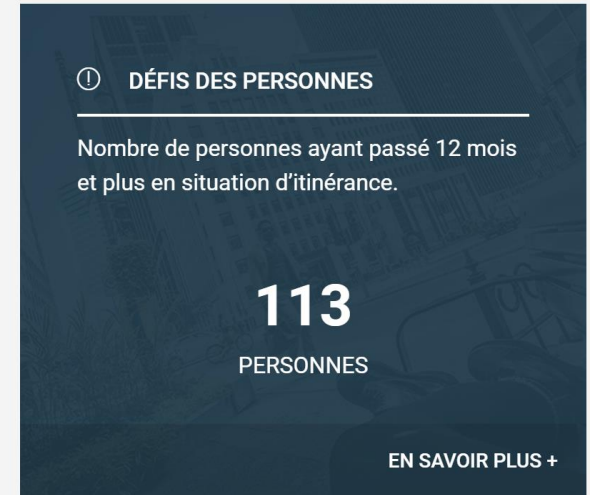 DÉFIS DES PERSONNES
Nombre de personnes ayant passé 12 mois
et plus en situation d'itinérance.
113
PERSONNES
EN SAVOIR PLUS +